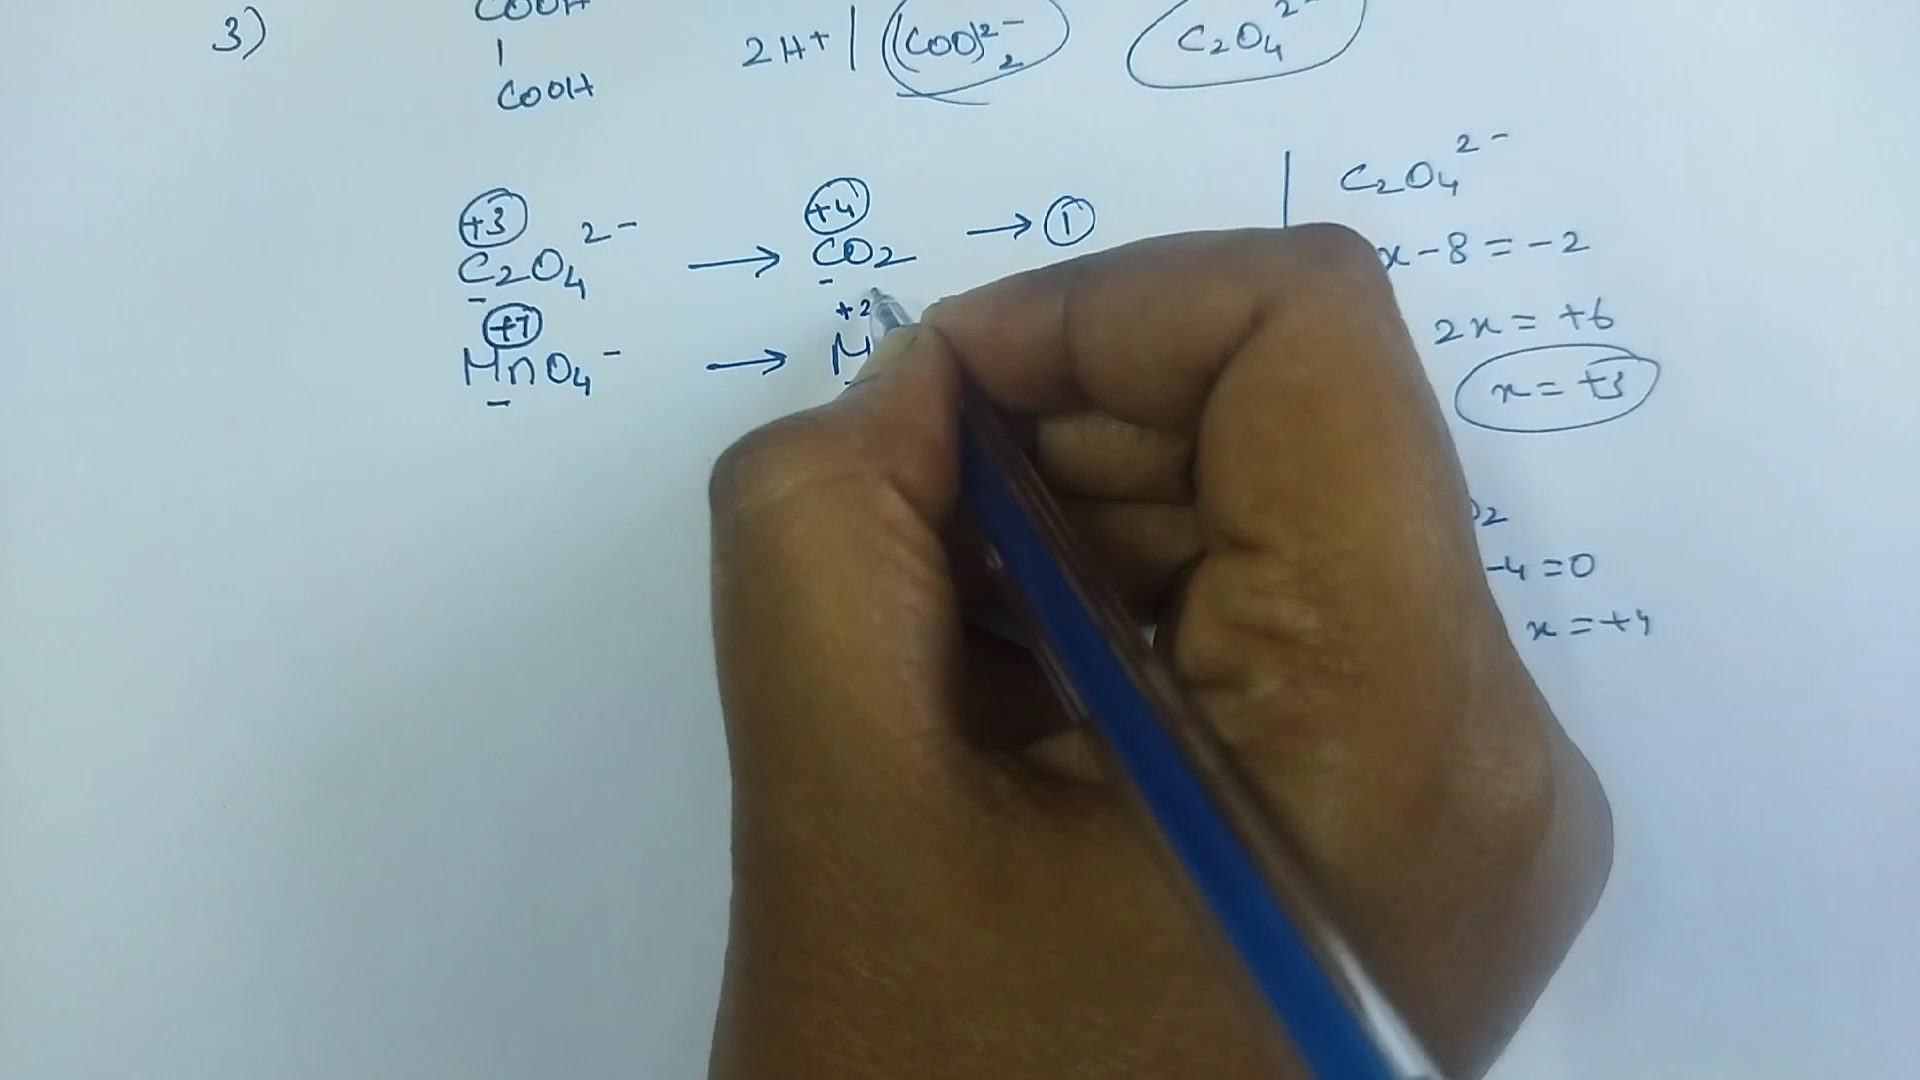 3)
COOH
|
COOH
2H+ | (COO)2 2-
C2O4 2-
+3
C2O4 2- → CO2 → 1
+4
+7
MnO4 - → M
+2
C2O4 2-
x-8=-2
2x=+6
x=+3
O2
-4=0
x=+4